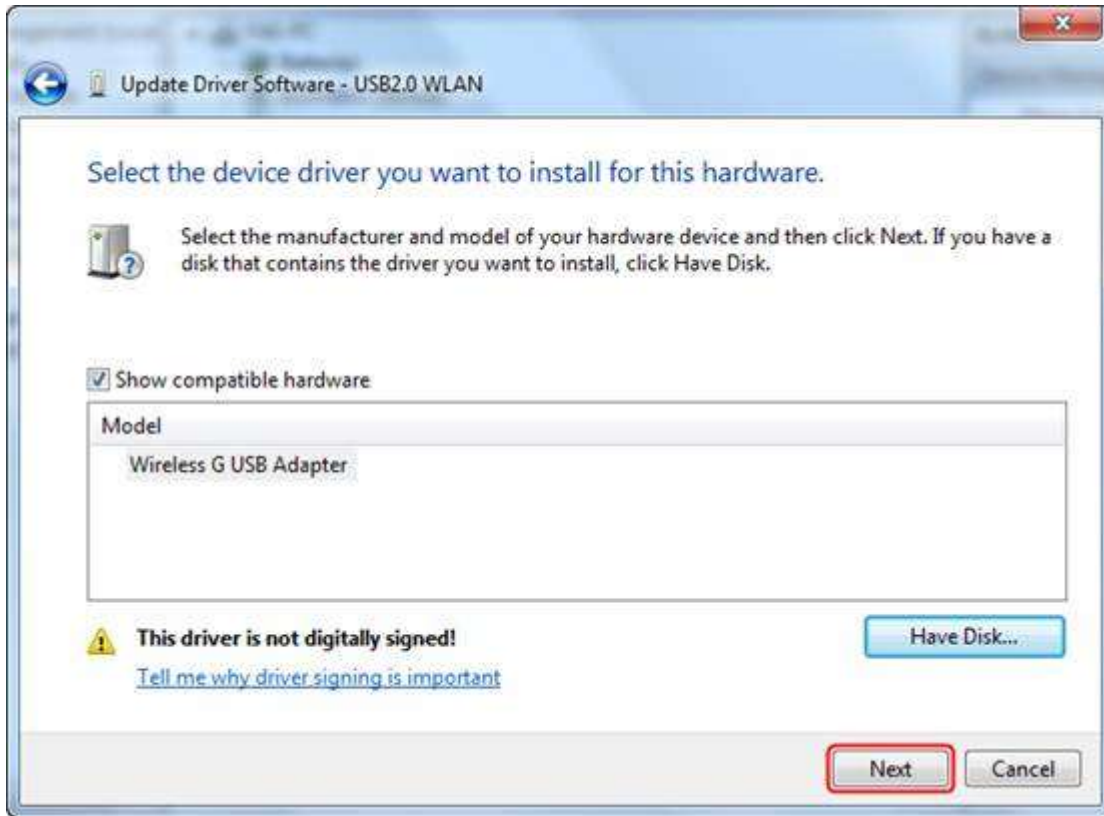 Update Driver Software - USB2.0 WLAN
Select the device driver you want to install for this hardware.
Select the manufacturer and model of your hardware device and then click Next. If you have a
disk that contains the driver you want to install, click Have Disk.
Show compatible hardware
Model
Wireless G USB Adapter
This driver is not digitally signed!
Have Disk...
Tell me why driver signing is important
Next
Cancel